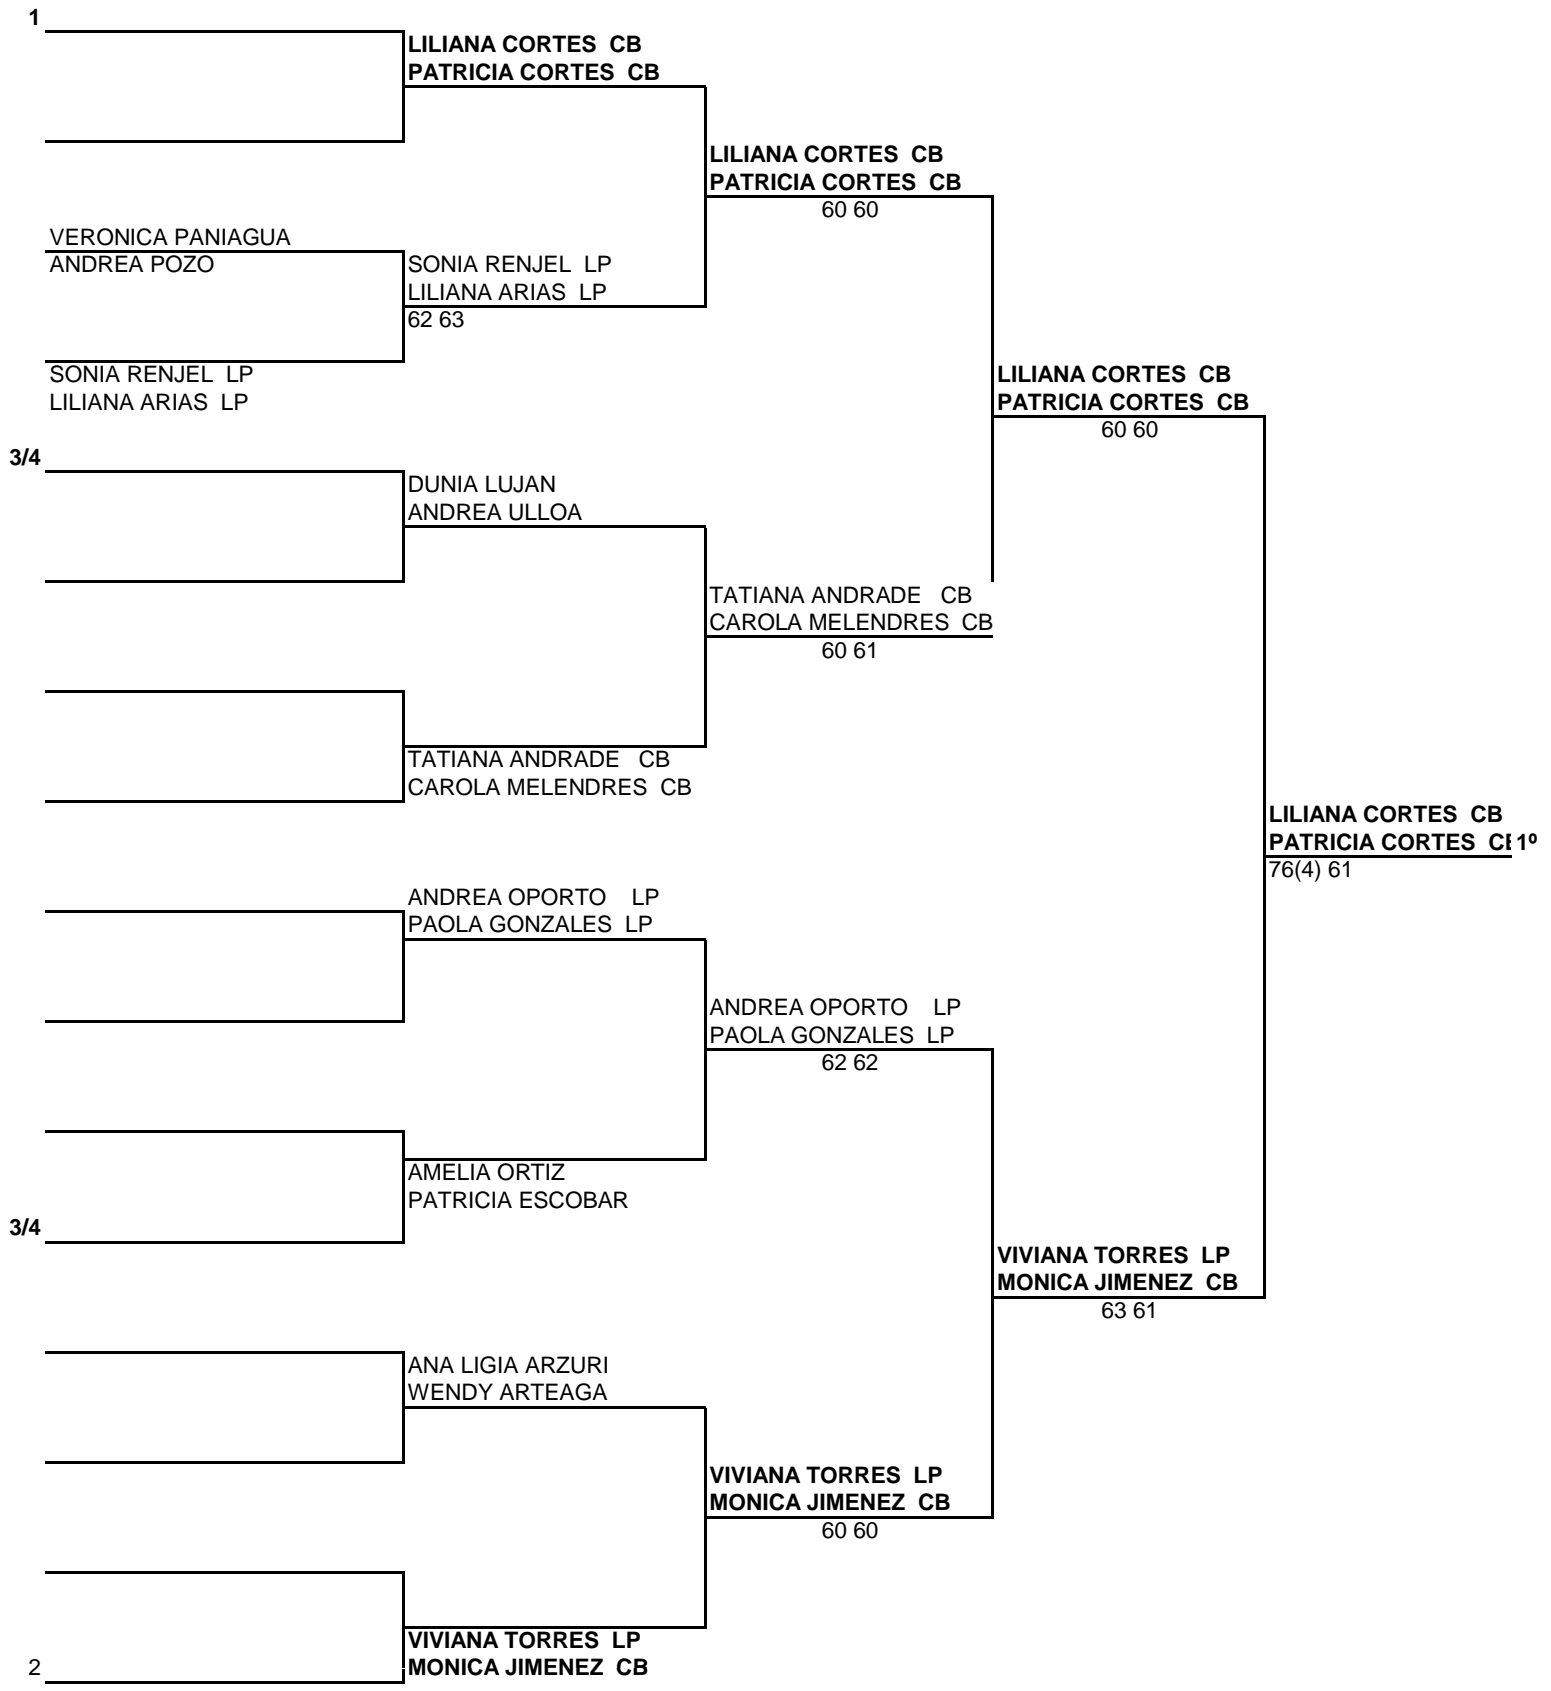 1
LILIANA CORTES  CB
PATRICIA CORTES  CB
LILIANA CORTES  CB
PATRICIA CORTES  CB
60 60
VERONICA PANIAGUA
ANDREA POZO
SONIA RENJEL  LP
LILIANA ARIAS  LP
62 63
SONIA RENJEL  LP
LILIANA ARIAS  LP
LILIANA CORTES  CB
PATRICIA CORTES  CB
60 60
3/4
DUNIA LUJAN
ANDREA ULLOA
TATIANA ANDRADE   CB
CAROLA MELENDRES  CB
60 61
TATIANA ANDRADE   CB
CAROLA MELENDRES  CB
LILIANA CORTES  CB
PATRICIA CORTES  1º
76(4) 61
ANDREA OPORTO    LP
PAOLA GONZALES  LP
ANDREA OPORTO    LP
PAOLA GONZALES  LP
62 62
AMELIA ORTIZ
PATRICIA ESCOBAR
3/4
VIVIANA TORRES  LP
MONICA JIMENEZ  CB
63 61
ANA LIGIA ARZURI
WENDY ARTEAGA
VIVIANA TORRES  LP
MONICA JIMENEZ  CB
60 60
VIVIANA TORRES  LP
MONICA JIMENEZ  CB
2